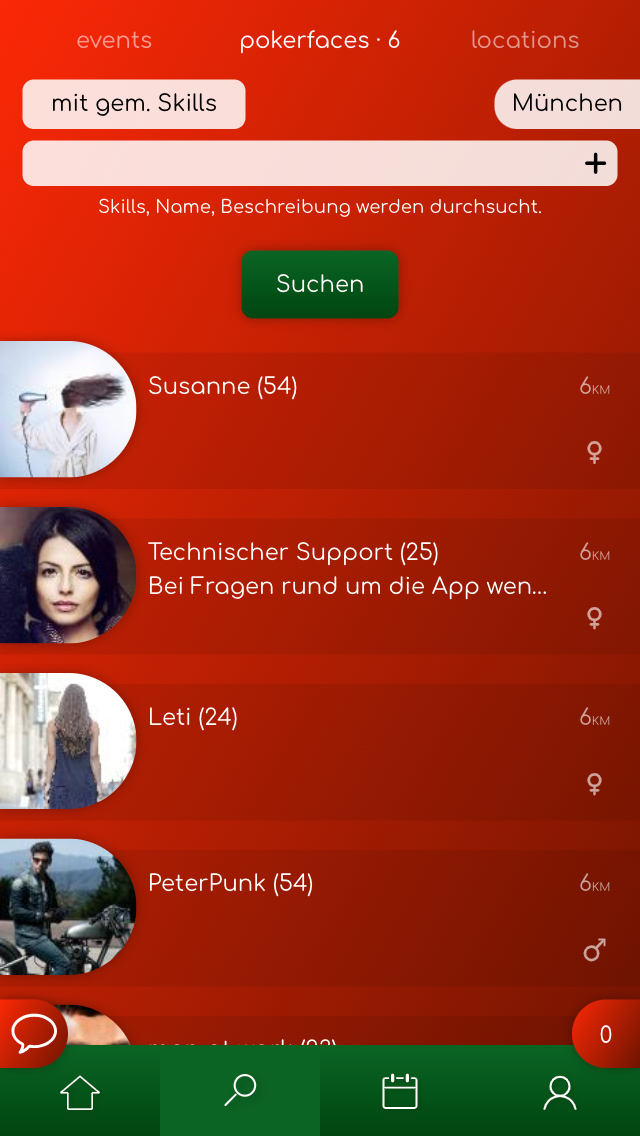 events
pokerfaces · 6
locations
mit gem. Skills
München
Skills, Name, Beschreibung werden durchsucht.
Suchen
Susanne (54)
6KM
Technischer Support (25)
6KM
Bei Fragen rund um die App wen...
Leti (24)
6KM
PeterPunk (54)
6KM
0